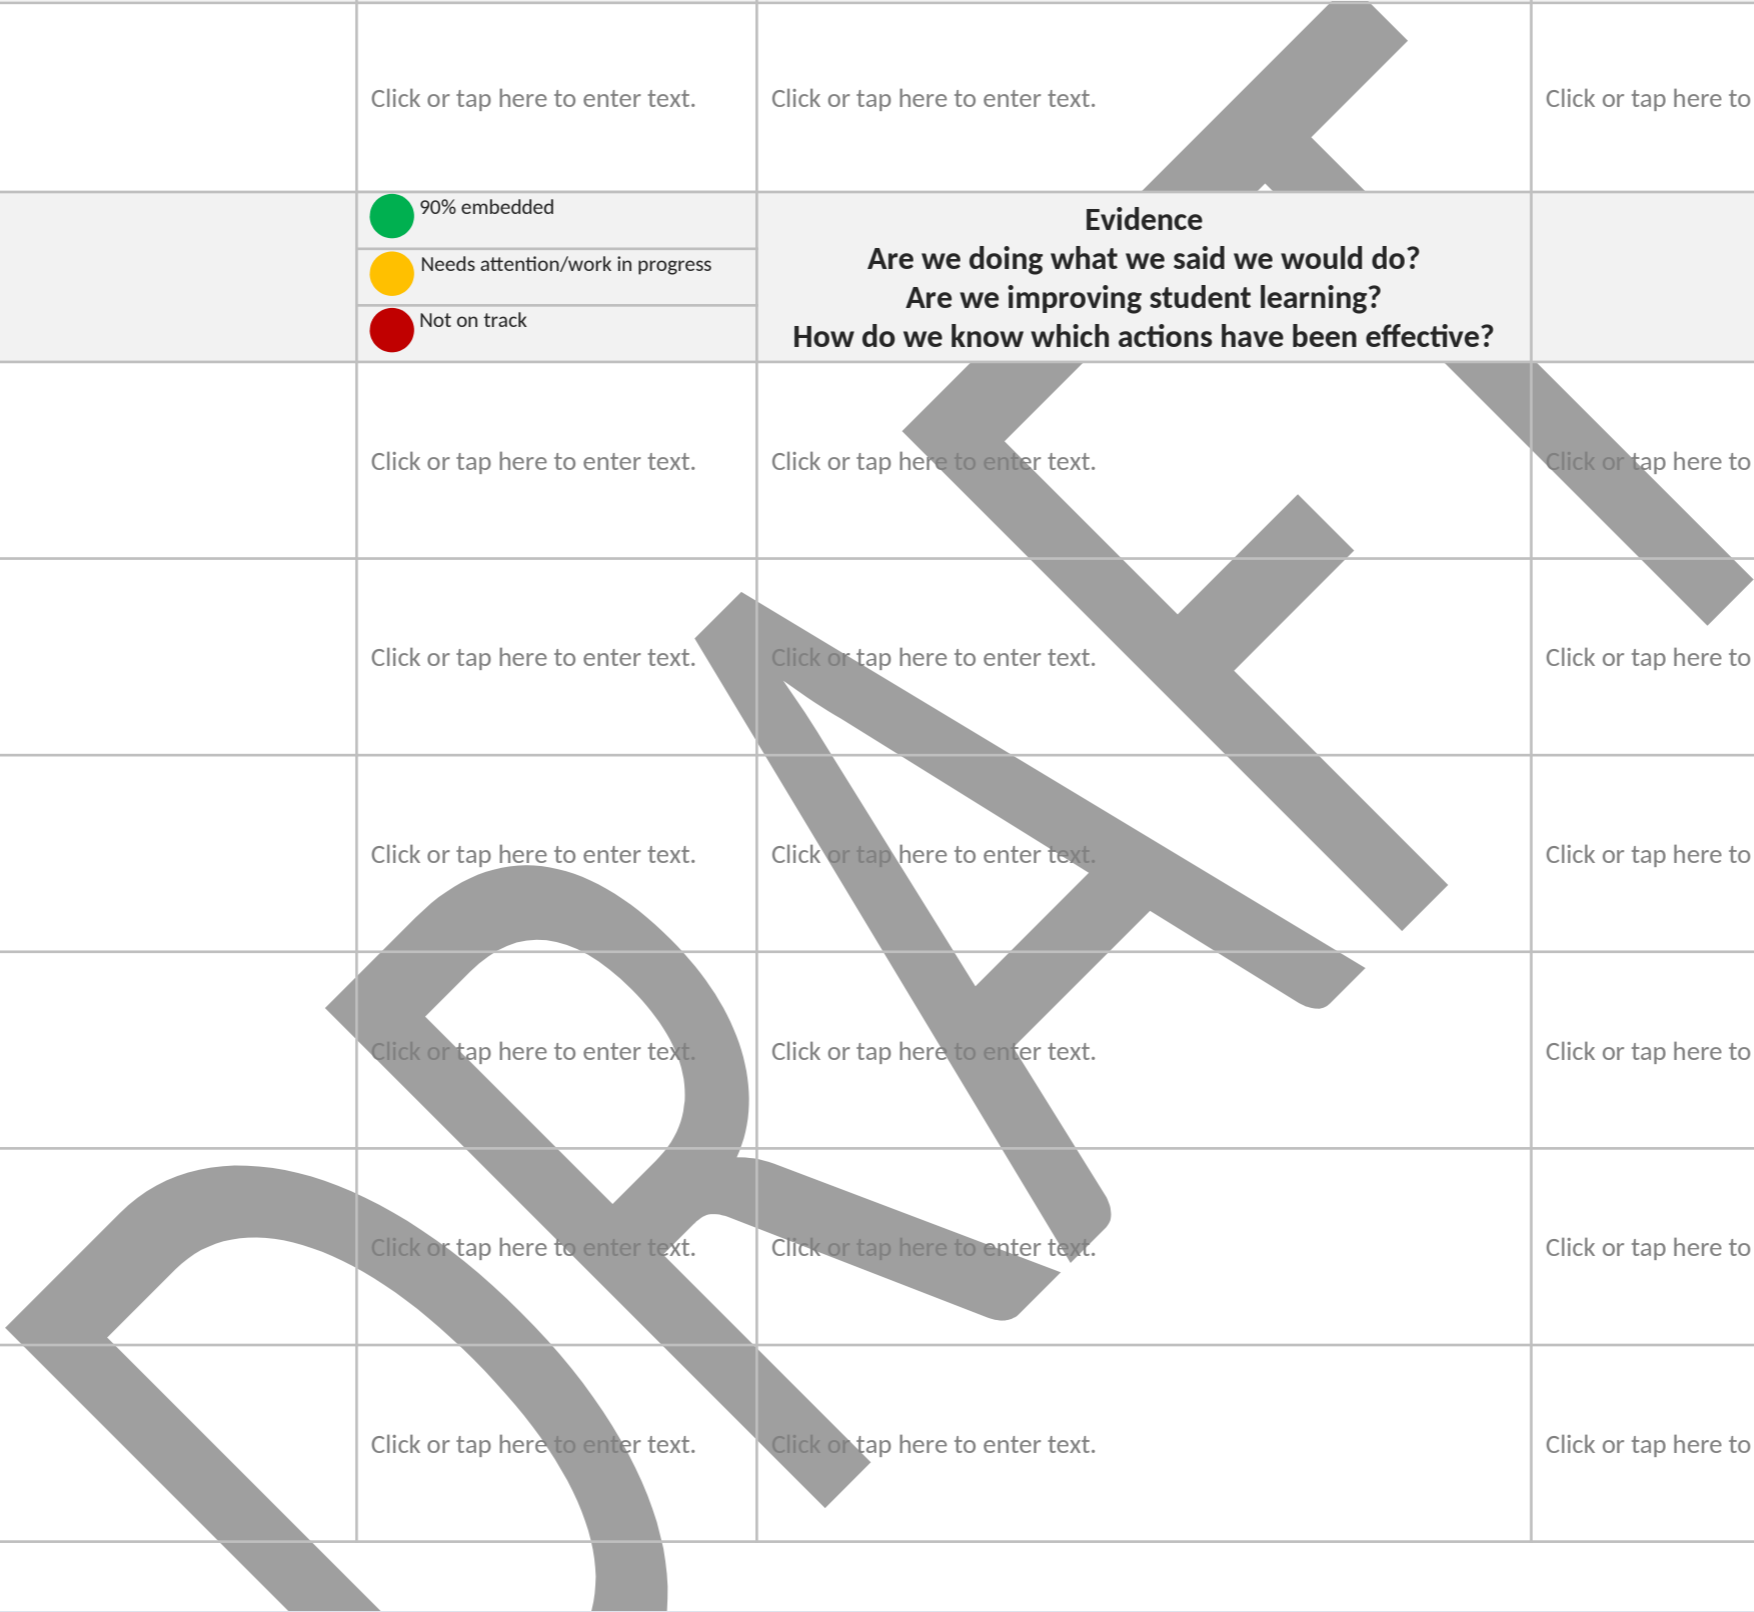 Click or tap here to enter text. Click or tap here to enter text. Click or tap here to
90% embedded
Needs attention/work in progress
Not on track
Evidence
Are we doing what we said we would do?
Are we improving student learning?
How do we know which actions have been effective?
Click or tap here to enter text. Click or tap here to enter text. Click or tap here to
Click or tap here to enter text. Click or tap here to enter text. Click or tap here to
Click or tap here to enter text. Click or tap here to enter text. Click or tap here to
Click or tap here to enter text. Click or tap here to enter text. Click or tap here to
Click or tap here to enter text. Click or tap here to enter text. Click or tap here to
Click or tap here to enter text. Click or tap here to enter text. Click or tap here to
DRAFT